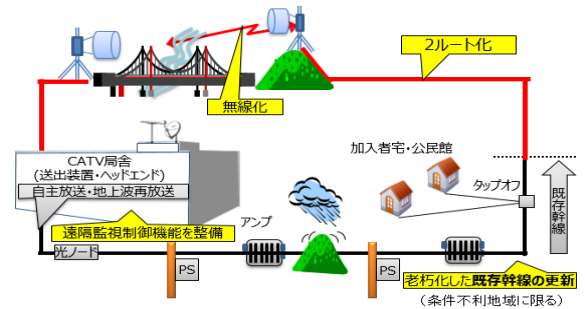 2ルート化
無線化
加入者宅・公民館
CATV局舎
(送出装置・ヘッドエンド)
自主放送・地上波再放送
タップオフ
既存幹線
遠隔監視制御機能を整備
アンプ
光ノード
PS
PS
老朽化した既存幹線の更新
(条件不利地域に限る)